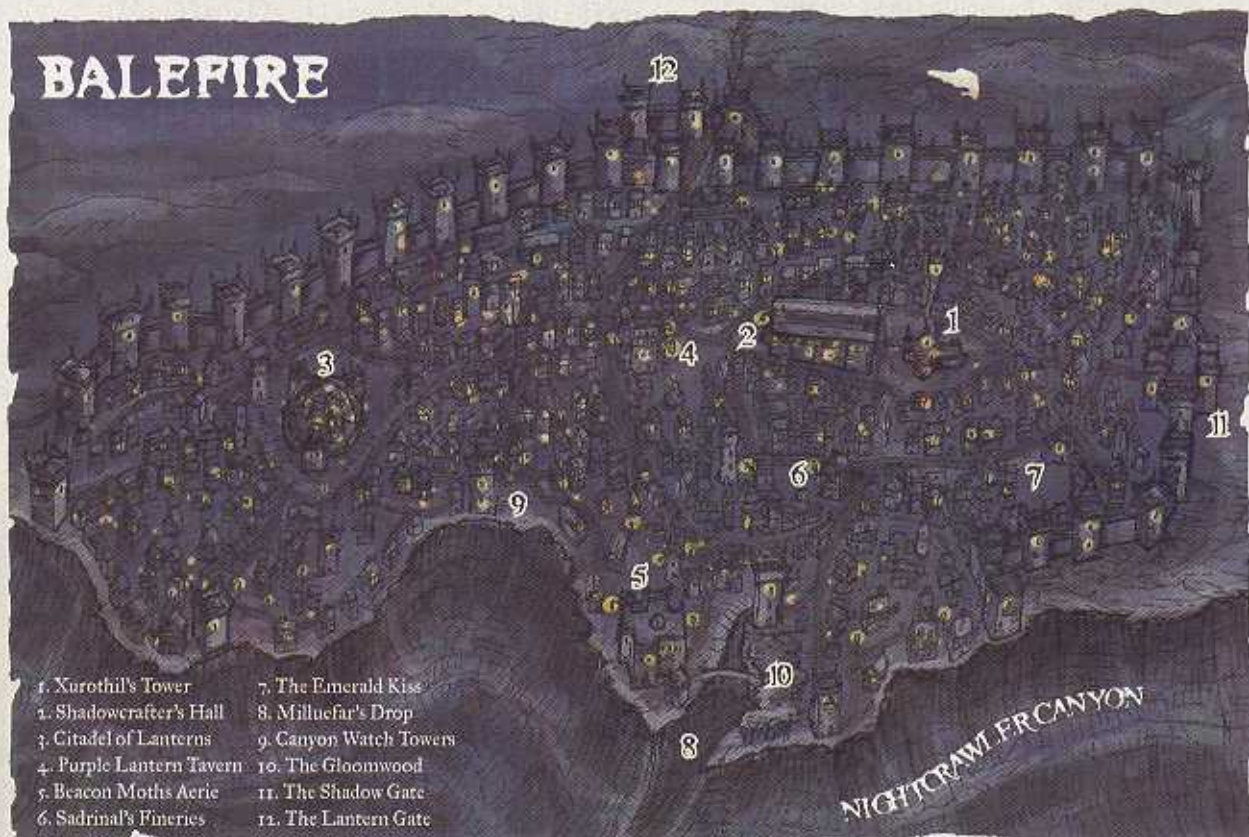 BALEFIRE
12
1
2
3
4
11
6
7
9
5
10
8
1. Xurothil's Tower
2. Shadowcrafter's Hall
3. Citadel of Lanterns
4. Purple Lantern Tavern
5. Beacon Moths Aerie
6. Sadrinal's Fineries
7. The Emerald Kiss
8. Milluefar's Drop
9. Canyon Watch Towers
10. The Gloomwood
11. The Shadow Gate
12. The Lantern Gate
NIGHTCRAWLER CANYON